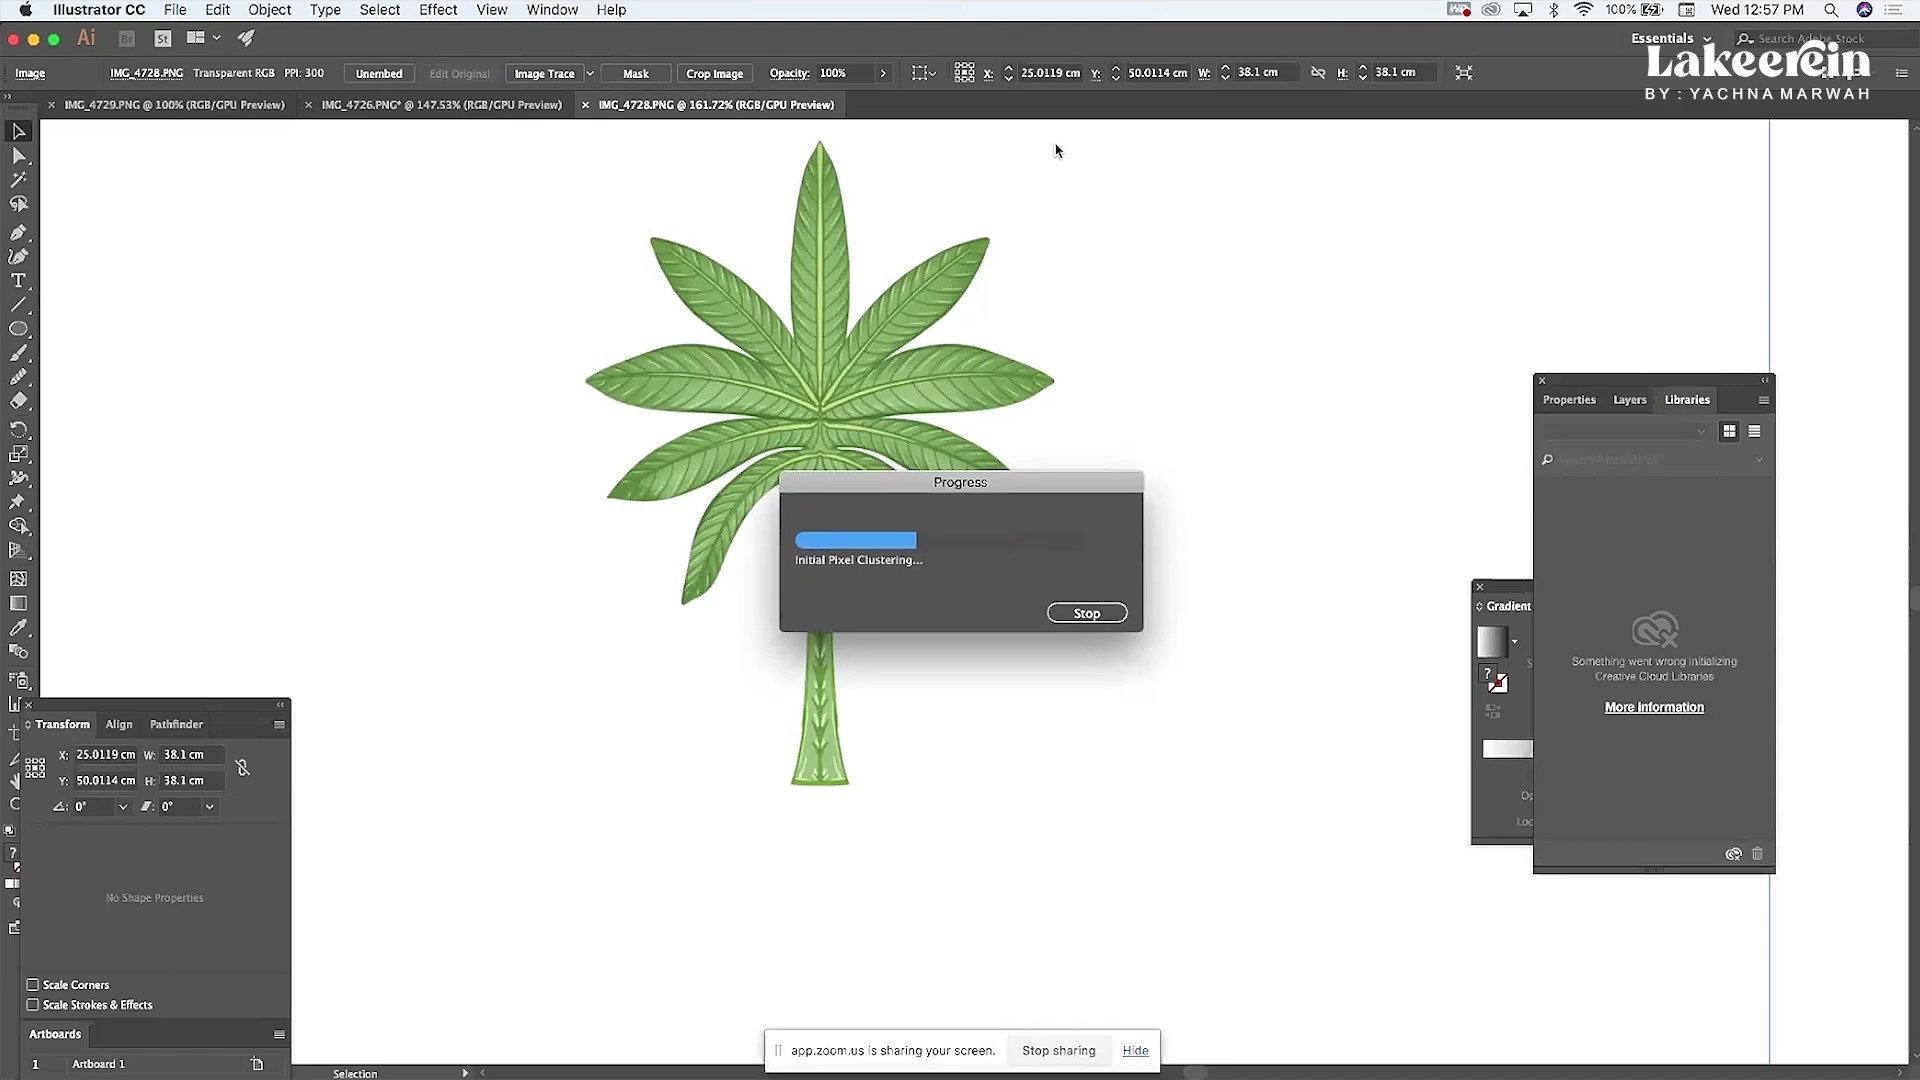 Illustrator CC File Edit Object Type Select Effect View Window Help 100% Wed 12:57 PM
Ai Br St Essentials Search Adobe Stock
Lakeerein
BY : YACHNA MARWAH
Image IMG_4728.PNG Transparent RGB PPI: 300 Unembed Edit Original Image Trace Mask Crop Image Opacity: 100% X: 25.0119 cm Y: 50.0114 cm W: 38.1 cm H: 38.1 cm
IMG_4729.PNG @ 100% (RGB/GPU Preview) IMG_4726.PNG* @ 147.53% (RGB/GPU Preview) IMG_4728.PNG @ 161.72% (RGB/GPU Preview)
Progress
Initial Pixel Clustering...
Stop
Properties Layers Libraries
Something went wrong initializing
Creative Cloud Libraries
More Information
Gradient
?
Transform Align Pathfinder
X: 25.0119 cm W: 38.1 cm
Y: 50.0114 cm H: 38.1 cm
0° 0°
No Shape Properties
Scale Corners
Scale Strokes & Effects
Artboards
1 Artboard 1
app.zoom.us is sharing your screen. Stop sharing Hide
Selection